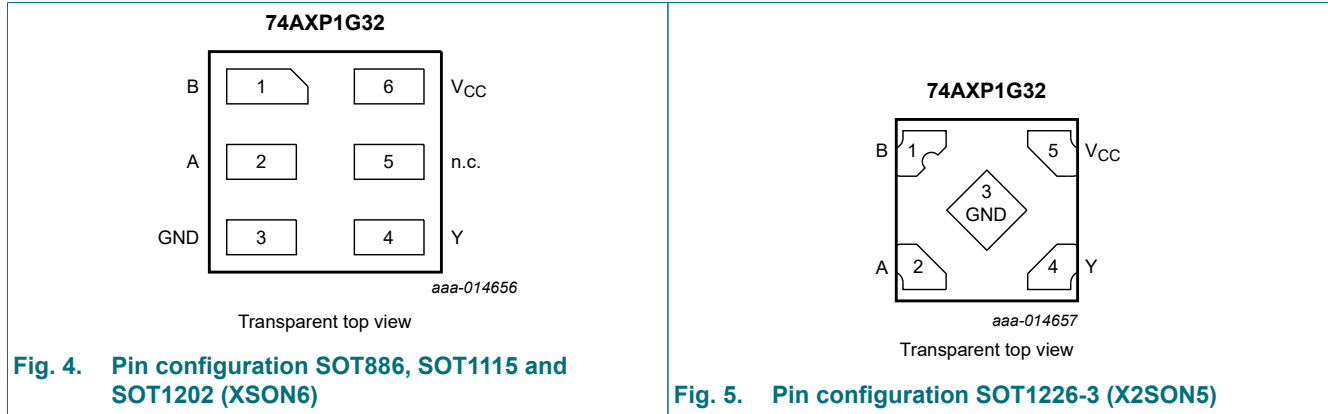 74AXP1G32
B 1 6 VCC
A 2 5 n.c.
GND 3 4 Y
aaa-014656
Transparent top view
Fig. 4. Pin configuration SOT886, SOT1115 and
SOT1202 (XSON6)
74AXP1G32
B 1 5 VCC
3
GND
A 2 4 Y
aaa-014657
Transparent top view
Fig. 5. Pin configuration SOT1226-3 (X2SON5)